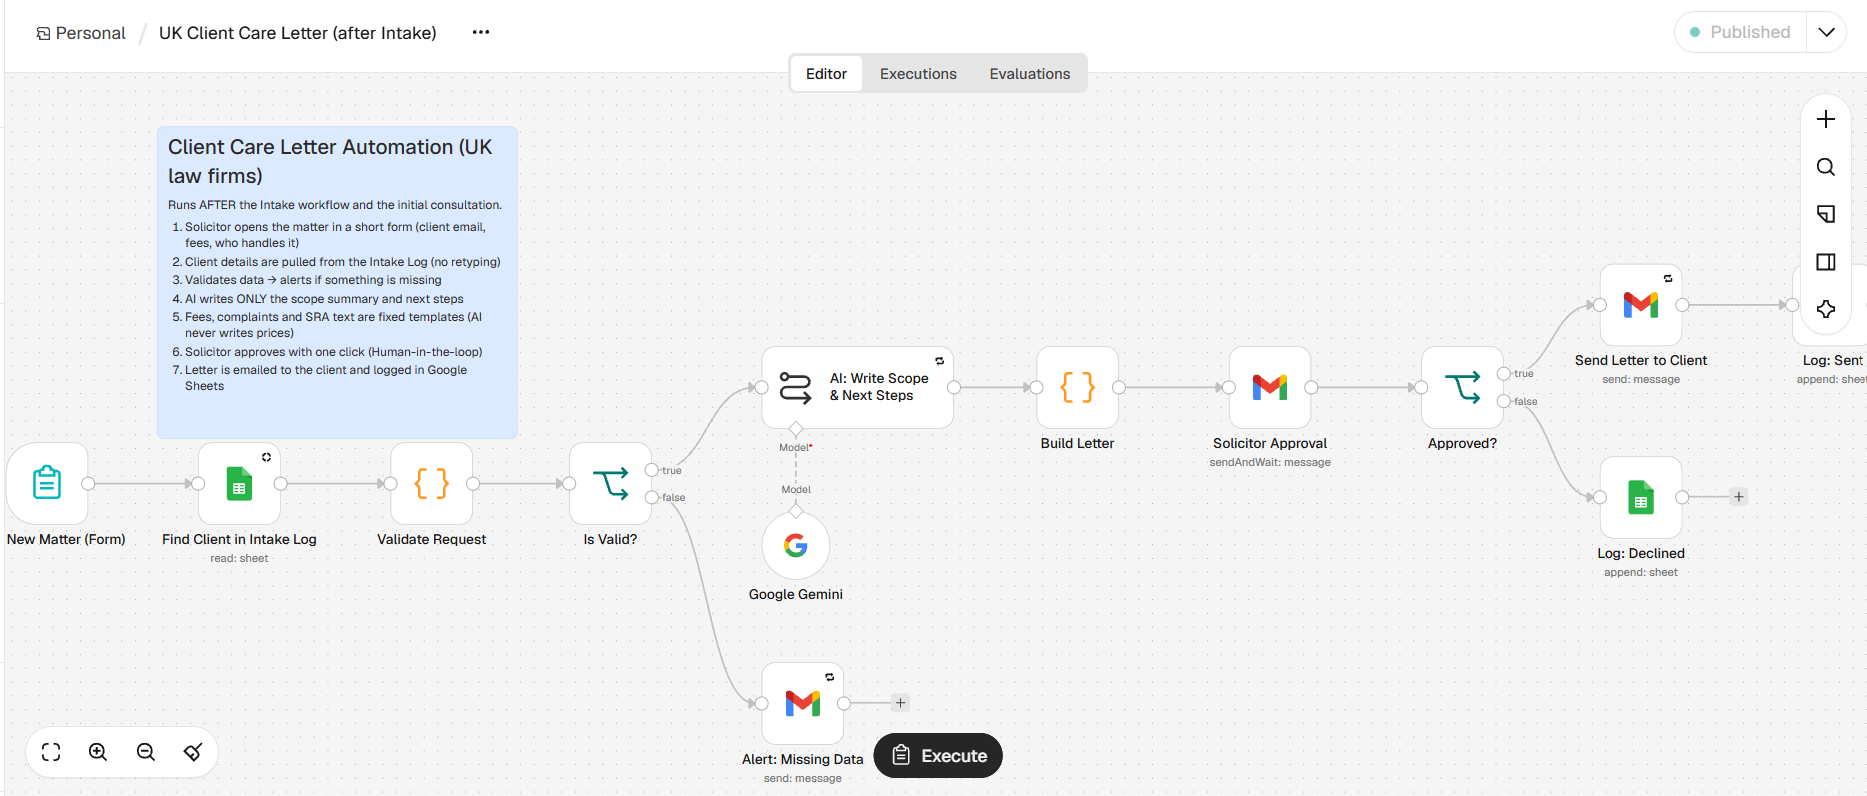 Personal / UK Client Care Letter (after Intake) ...
Published
Editor Executions Evaluations
Client Care Letter Automation (UK
law firms)
Runs AFTER the Intake workflow and the initial consultation.
1. Solicitor opens the matter in a short form (client email,
fees, who handles it)
2. Client details are pulled from the Intake Log (no retyping)
3. Validates data → alerts if something is missing
4. AI writes ONLY the scope summary and next steps
5. Fees, complaints and SRA text are fixed templates (AI
never writes prices)
6. Solicitor approves with one click (Human-in-the-loop)
7. Letter is emailed to the client and logged in Google
Sheets
New Matter (Form)
Find Client in Intake Log
read: sheet
Validate Request
Is Valid?
true
false
AI: Write Scope
& Next Steps
Model*
Model
Google Gemini
Alert: Missing Data
send: message
Build Letter
Solicitor Approval
sendAndWait: message
Approved?
true
false
Send Letter to Client
send: message
Log: Sent
append: sheet
Log: Declined
append: sheet
Execute